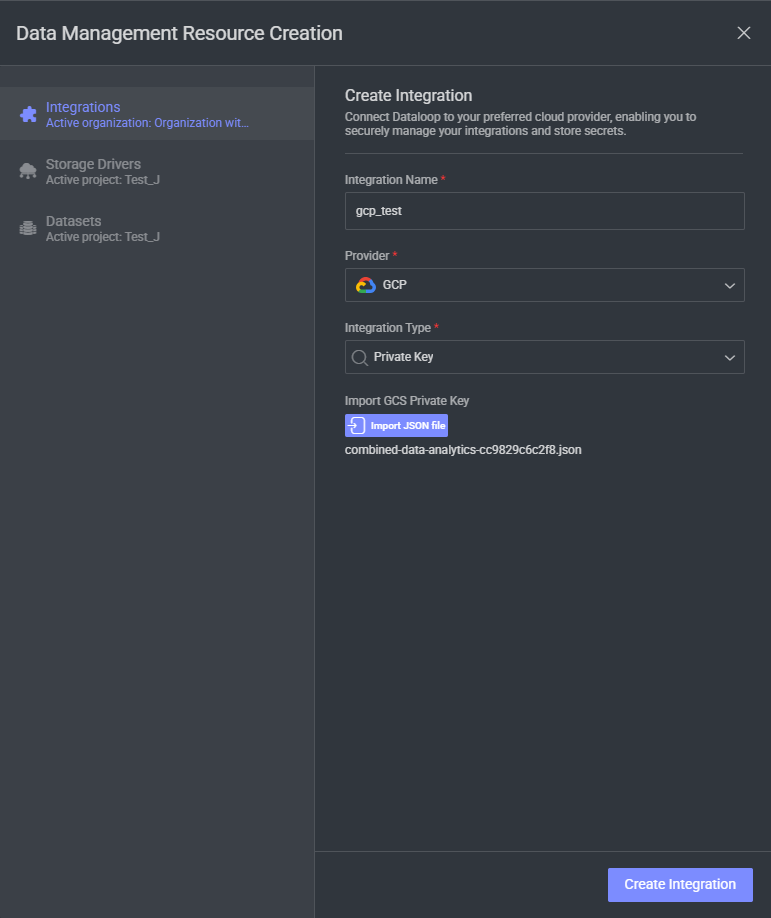 Data Management Resource Creation
Integrations
Active organization: Organization wit...
Storage Drivers
Active project: Test_J
Datasets
Active project: Test_J
Create Integration
Connect Dataloop to your preferred cloud provider, enabling you to
securely manage your integrations and store secrets.
Integration Name *
gcp_test
Provider *
GCP
Integration Type *
Private Key
Import GCS Private Key
Import JSON file
combined-data-analytics-cc9829c6c2f8.json
Create Integration